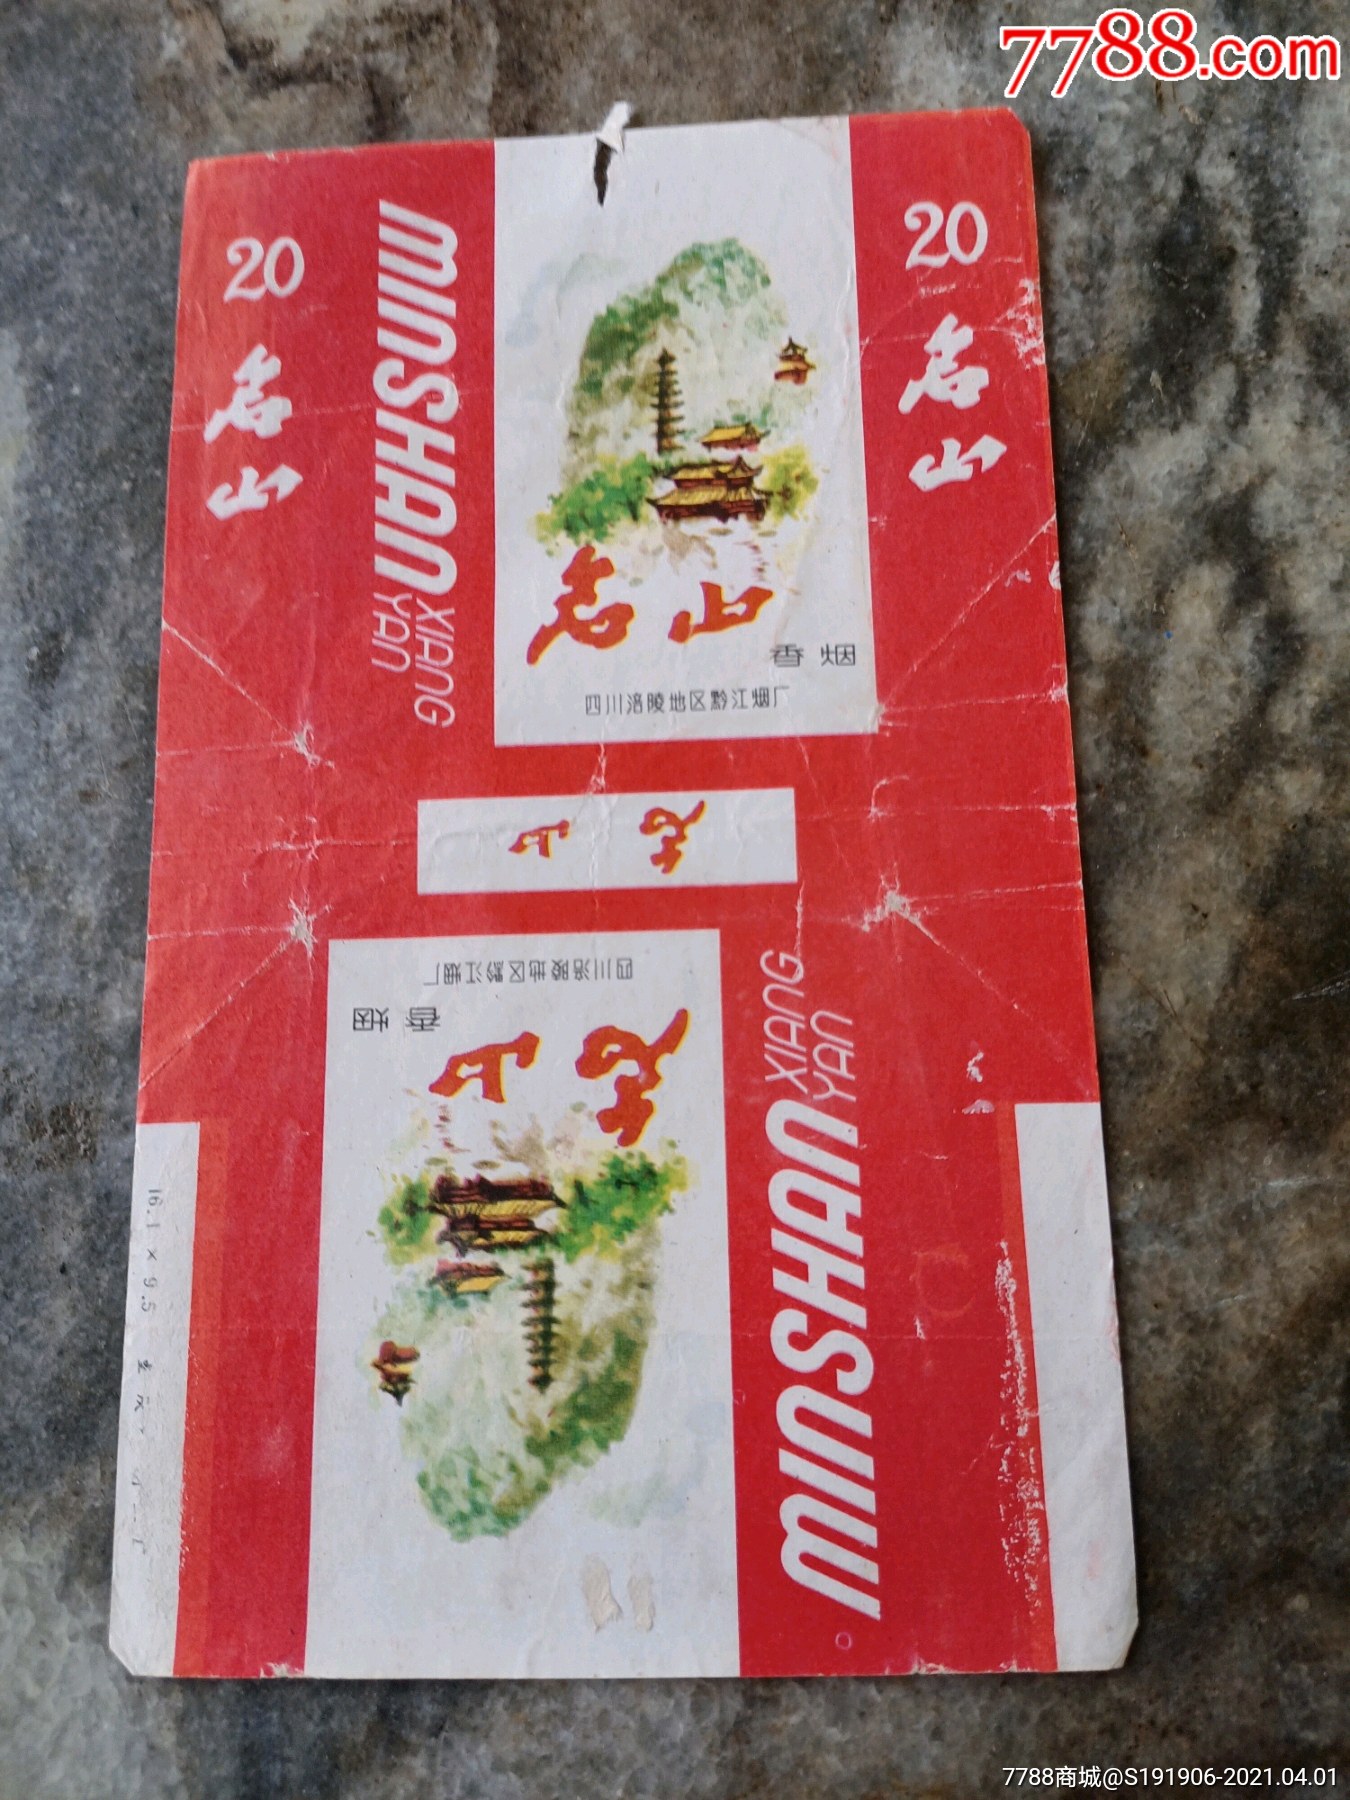 7788.com
20
名山
MINSHAN
XIANG
YAN
名山
香烟
四川涪陵地区黔江烟厂
20
名山
名山
四川涪陵地区黔江烟厂
香烟
名山
MINSHAN
XIANG
YAN
16.1×9.5
7788商城@S191906-2021.04.01